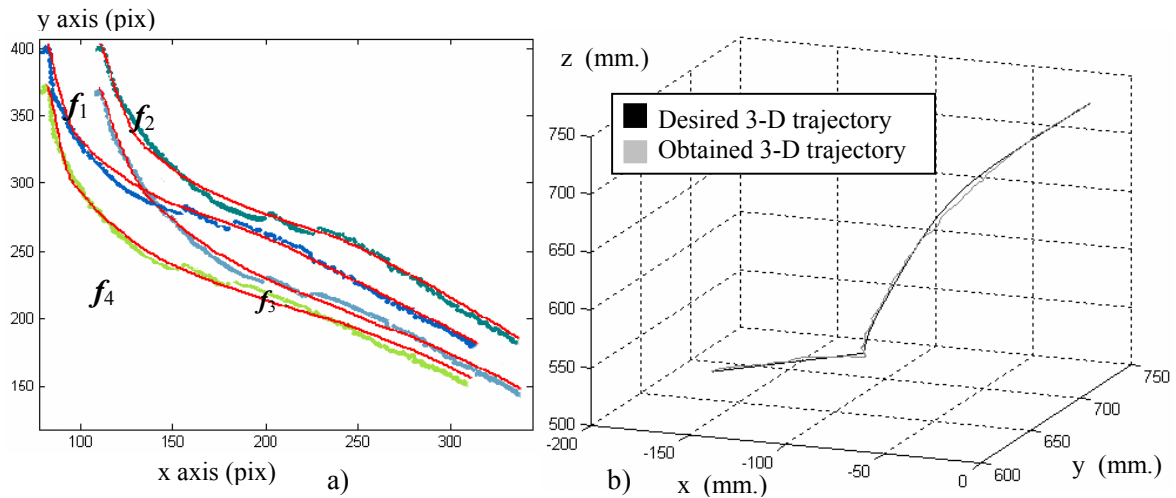 y axis (pix)
400
350
300
250
200
150
100 150 200 250 300 350
x axis (pix)
a)
f1
f2
f3
f4
z (mm.)
Desired 3-D trajectory
Obtained 3-D trajectory
750
700
650
600
550
500
-200 -150 -100 -50 0
x (mm.)
600 650 700 750
y (mm.)
b)